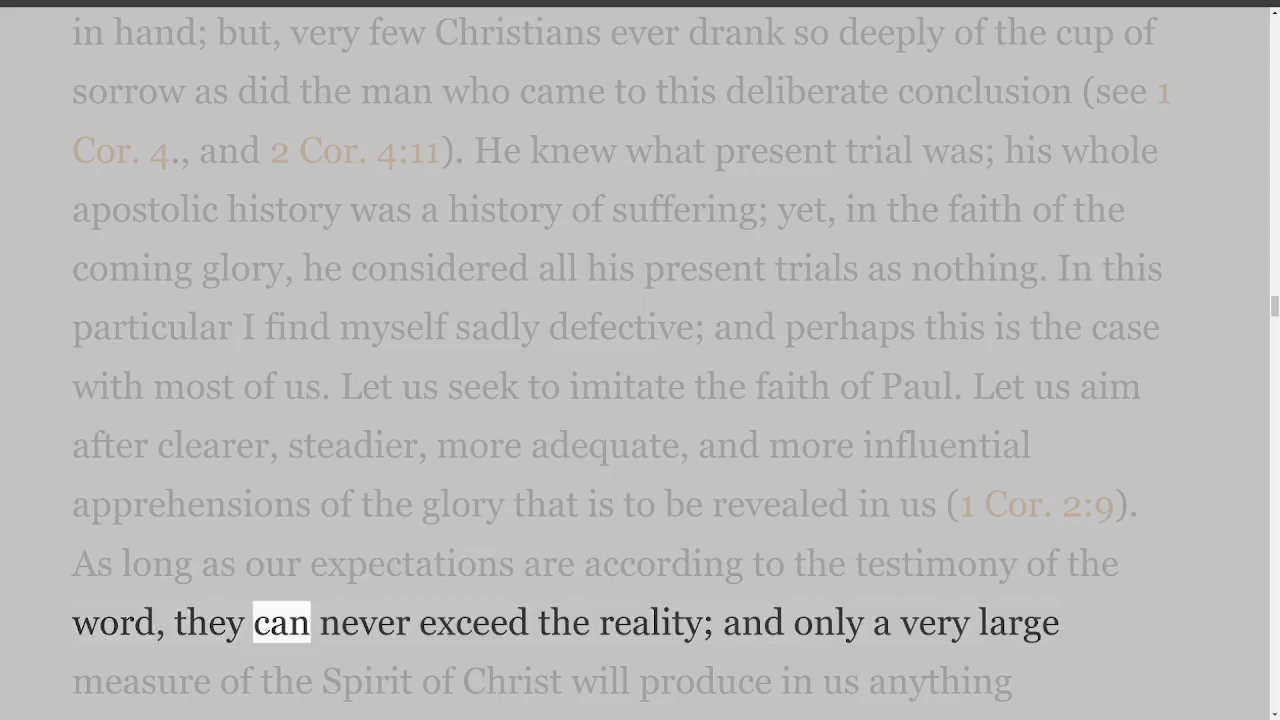 in hand; but, very few Christians ever drank so deeply of the cup of
sorrow as did the man who came to this deliberate conclusion (see 1
Cor. 4., and 2 Cor. 4:11). He knew what present trial was; his whole
apostolic history was a history of suffering; yet, in the faith of the
coming glory, he considered all his present trials as nothing. In this
particular I find myself sadly defective; and perhaps this is the case
with most of us. Let us seek to imitate the faith of Paul. Let us aim
after clearer, steadier, more adequate, and more influential
apprehensions of the glory that is to be revealed in us (1 Cor. 2:9).
As long as our expectations are according to the testimony of the
word, they can never exceed the reality; and only a very large
measure of the Spirit of Christ will produce in us anything